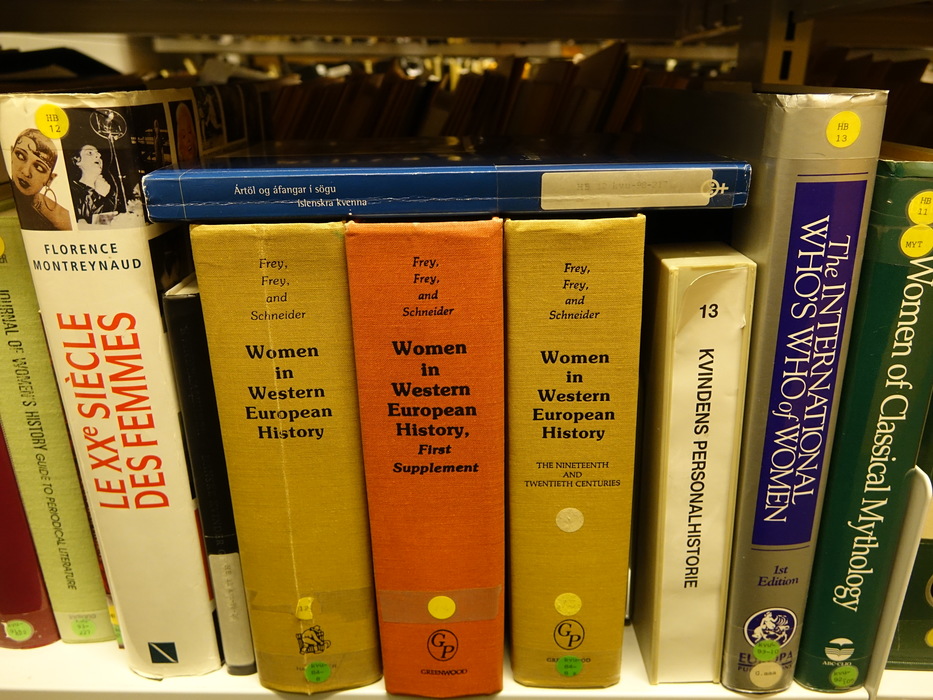 JOURNAL OF WOMEN'S HISTORY GUIDE TO PERIODICAL LITERATURE
HB
12
FLORENCE
MONTREYNAUD
LE XXe SIÈCLE
DES FEMMES
Ártöl og áfangar í sögu
íslenskra kvenna
Frey,
Frey,
and
Schneider
Women
in
Western
European
History
Frey,
Frey,
and
Schneider
Women
in
Western
European
History,
First
Supplement
GP
GREENWOOD
Frey,
Frey,
and
Schneider
Women
in
Western
European
History
THE NINETEENTH
AND
TWENTIETH CENTURIES
GP
13
KVINDENS PERSONALHISTORIE
HB
13
The INTERNATIONAL
WHO'S WHO of WOMEN
1st
Edition
EUROPA
HB
11
MYT
Women of Classical Mythology
ABC-CLIO